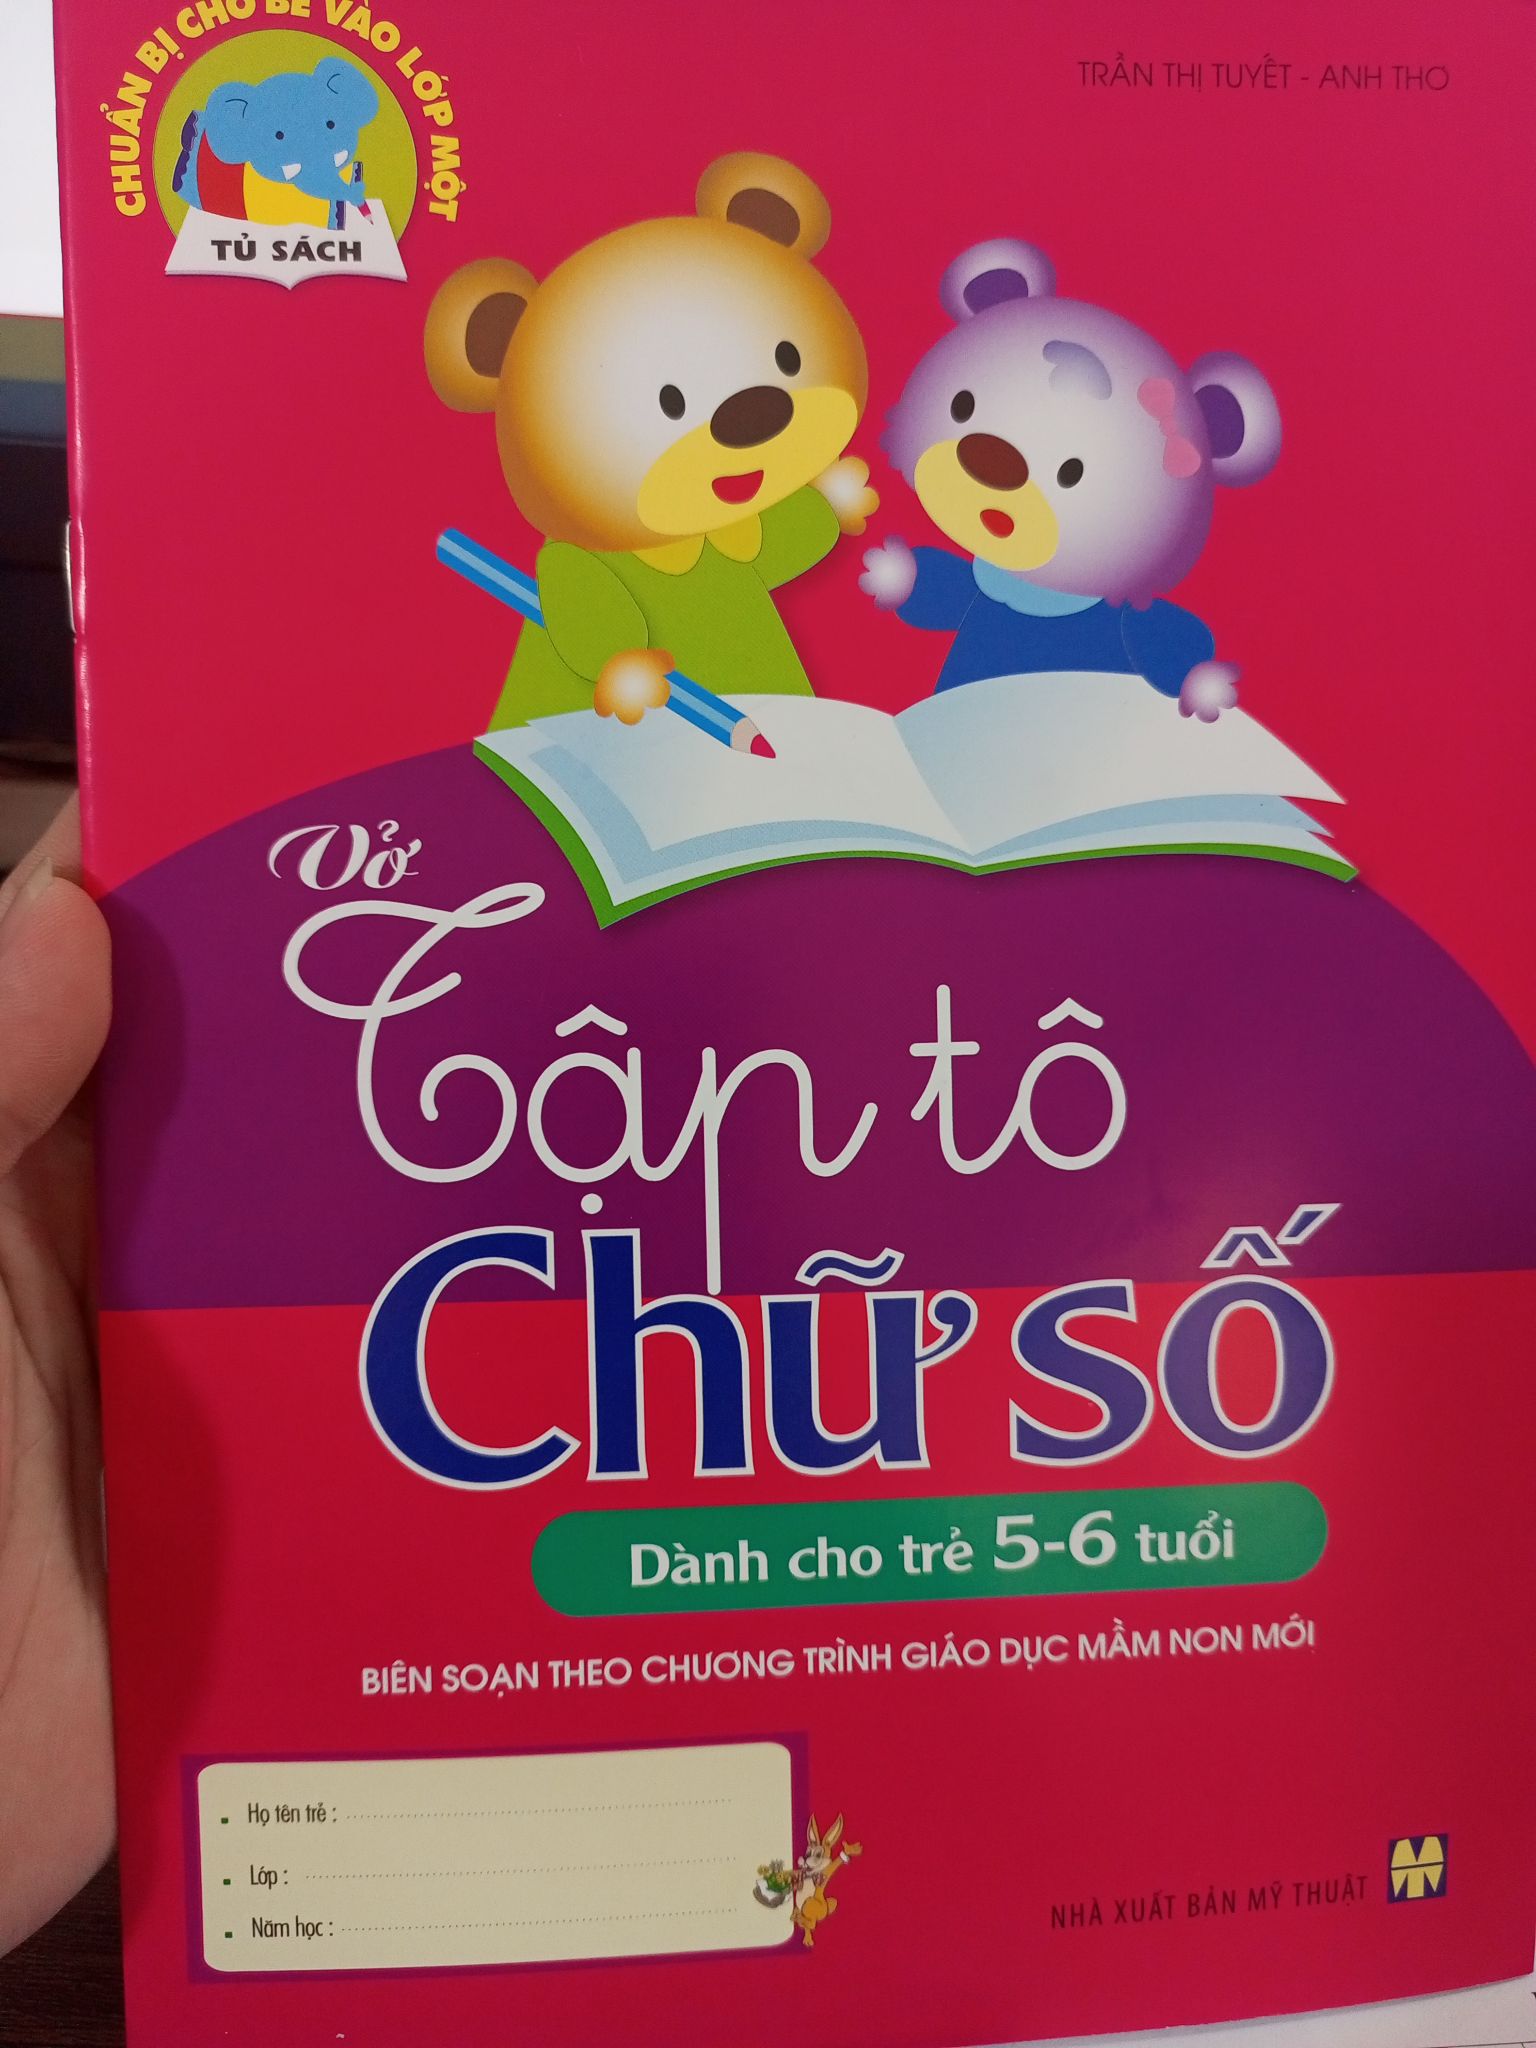 CHUẨN BỊ CHO BÉ VÀO LỚP MỘT
TỦ SÁCH
TRẦN THỊ TUYẾT - ANH THƠ
Vở
Tập tô
Chữ số
Dành cho trẻ 5-6 tuổi
BIÊN SOẠN THEO CHƯƠNG TRÌNH GIÁO DỤC MẦM NON MỚI
Họ tên trẻ :
Lớp :
Năm học :
NHÀ XUẤT BẢN MỸ THUẬT